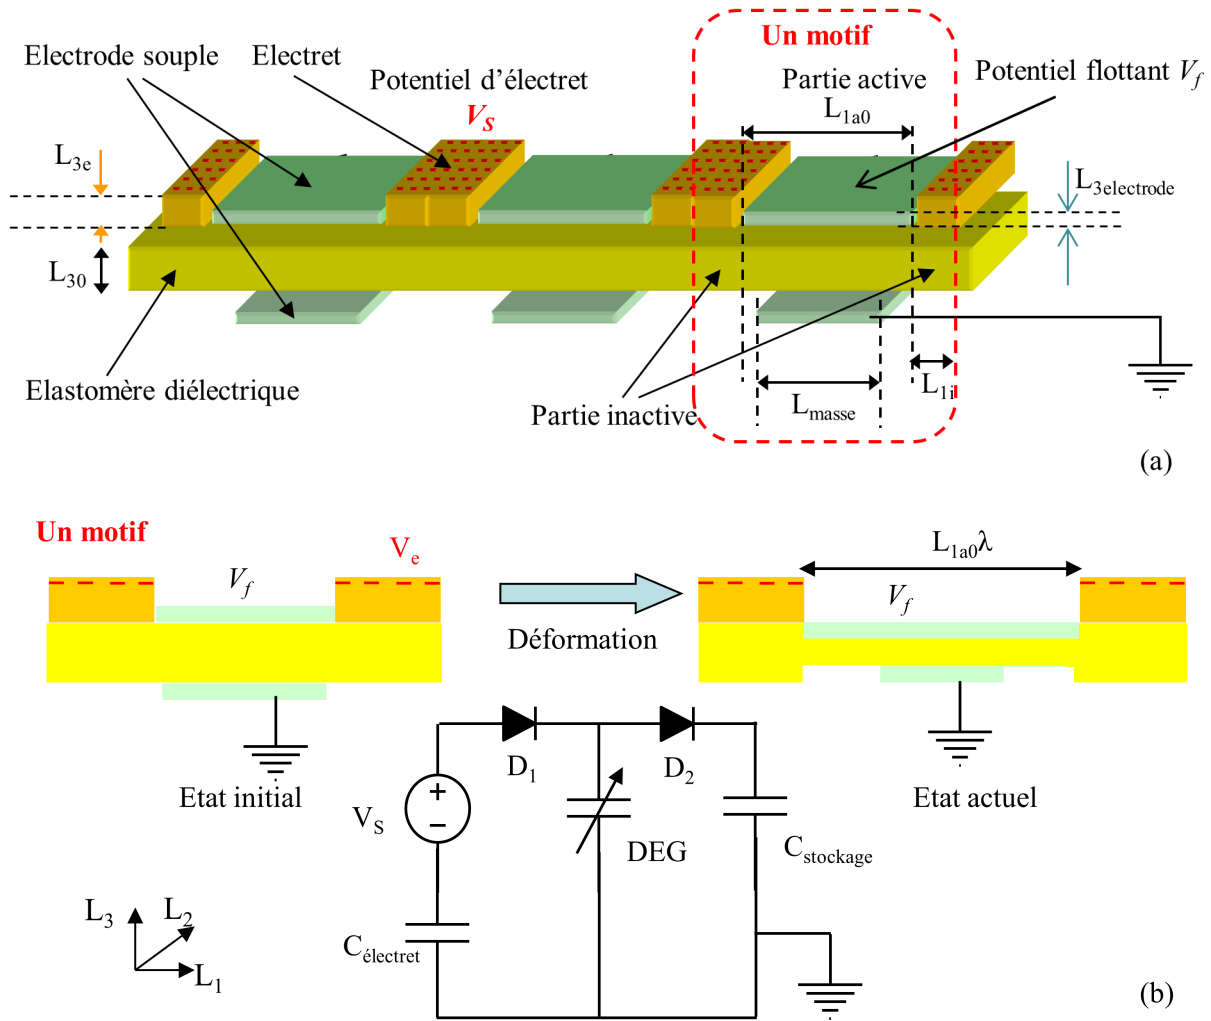 Un motif
Electrode souple
Electret
Potentiel d'électret
V_S
Partie active
L_1a0
Potentiel flottant V_f
L_3e
L_3electrode
L_30
Elastomère diélectrique
Partie inactive
L_masse
L_1i
(a)
Un motif
V_e
V_f
Déformation
L_1a0λ
V_f
Etat initial
Etat actuel
D_1
D_2
V_S
+
−
DEG
C_stockage
C_électret
L_3
L_2
L_1
(b)